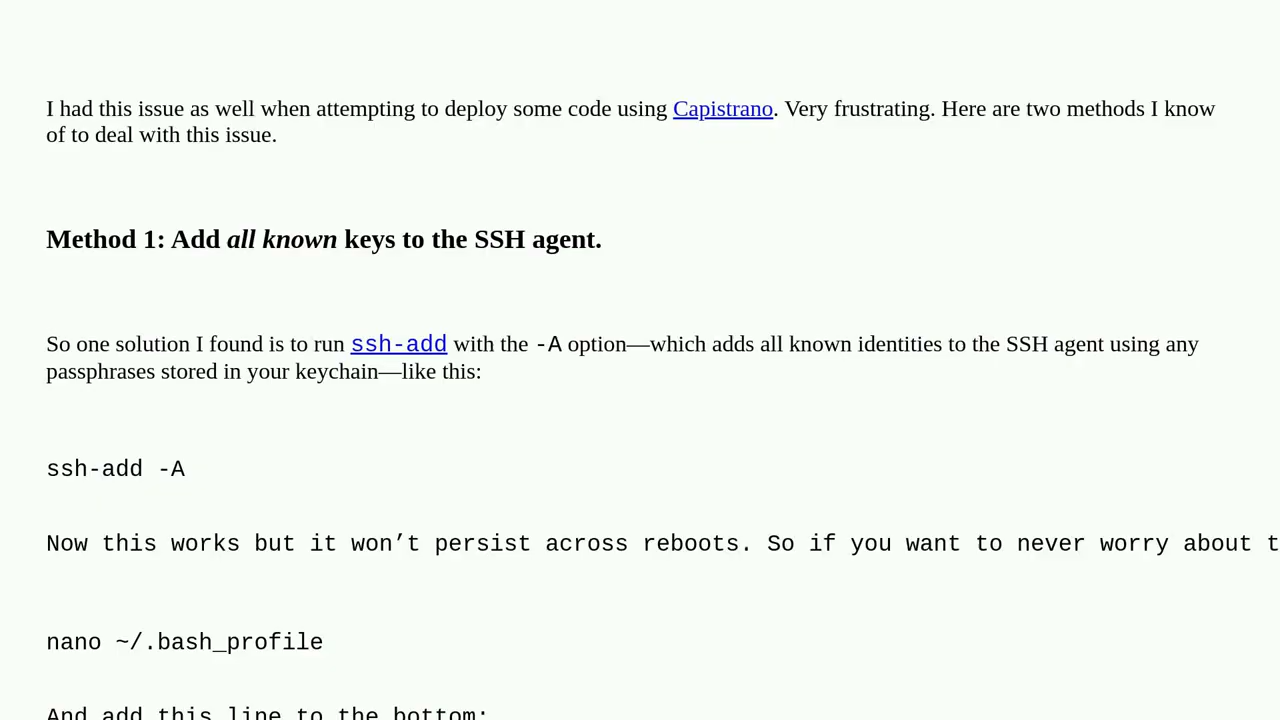 I had this issue as well when attempting to deploy some code using Capistrano. Very frustrating. Here are two methods I know
of to deal with this issue.
Method 1: Add all known keys to the SSH agent.
So one solution I found is to run ssh-add with the -A option—which adds all known identities to the SSH agent using any
passphrases stored in your keychain—like this:
ssh-add -A
Now this works but it won’t persist across reboots. So if you want to never worry about
nano ~/.bash_profile
And add this line to the bottom: